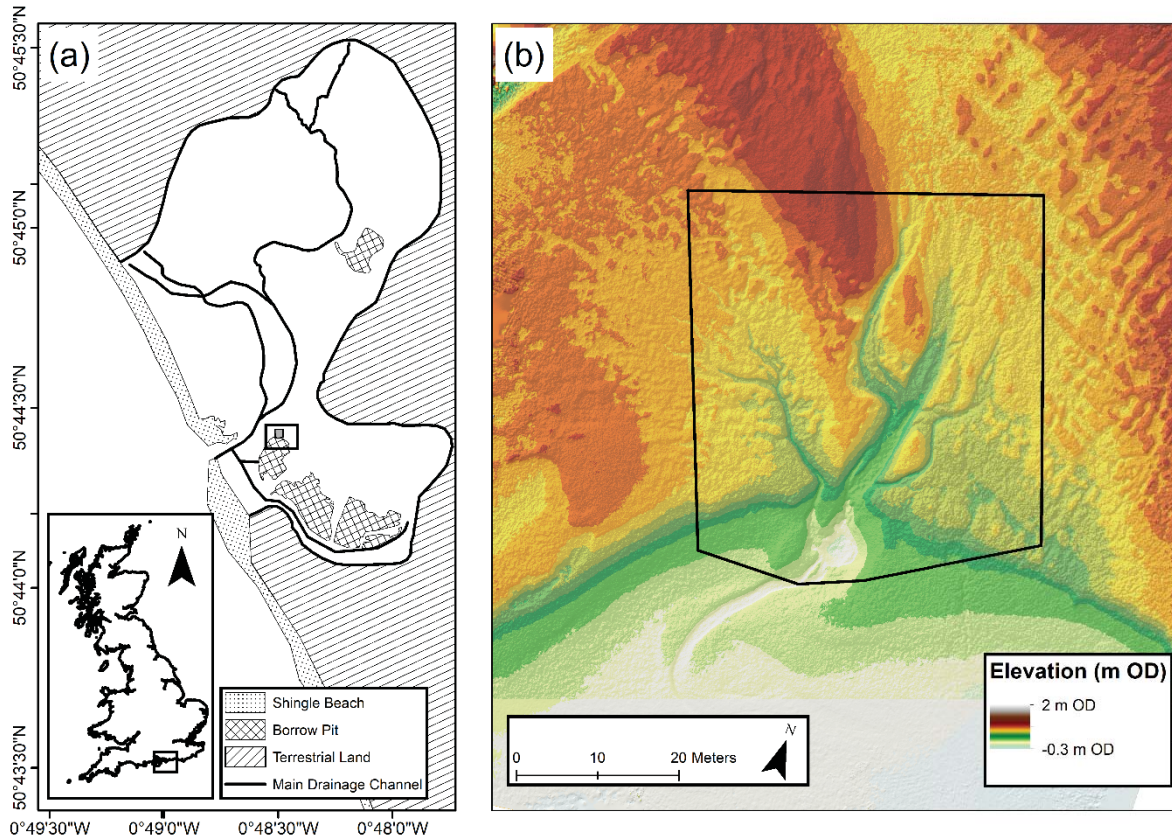 (a)
50°45'30"N
50°45'0"N
50°44'30"N
50°44'0"N
50°43'30"N
N
Shingle Beach
Borrow Pit
Terrestrial Land
Main Drainage Channel
0°49'30"W 0°49'0"W 0°48'30"W 0°48'0"W
(b)
N
0 10 20 Meters
Elevation (m OD)
2 m OD
-0.3 m OD